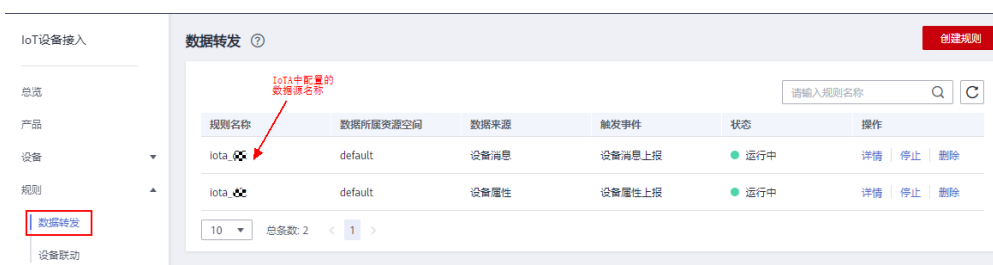 IoT设备接入
总览
产品
设备
规则
数据转发
设备联动
数据转发
创建规则
IoTA中配置的
数据源名称
请输入规则名称
规则名称 数据所属资源空间 数据来源 触发事件 状态 操作
iota_ default 设备消息 设备消息上报 运行中 详情 停止 删除
iota_ default 设备属性 设备属性上报 运行中 详情 停止 删除
10 总条数: 2 < 1 >